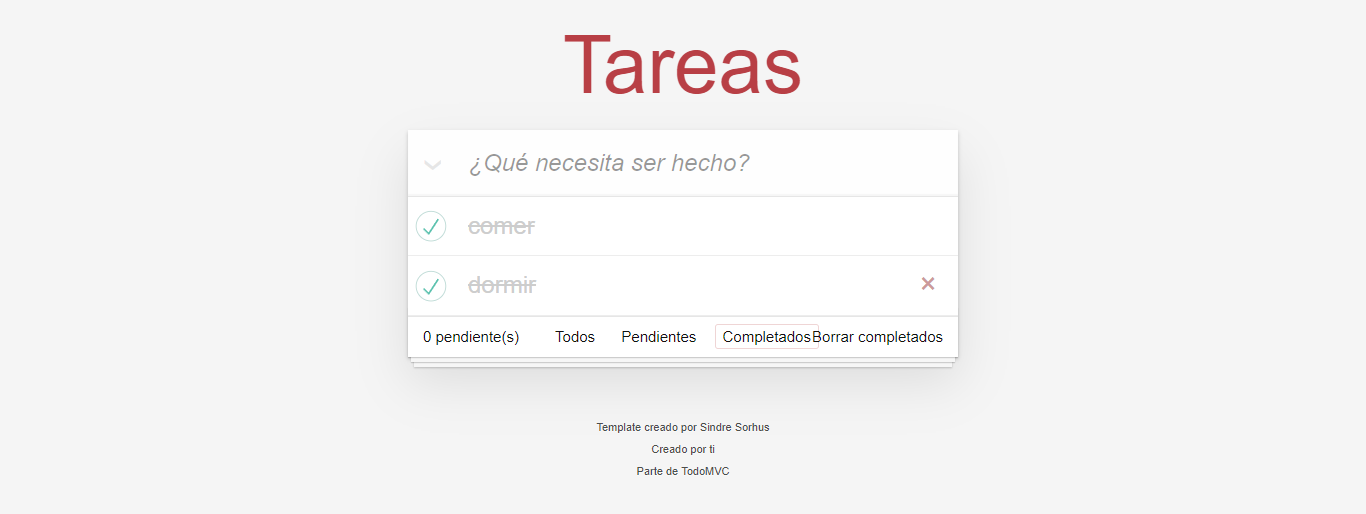 Tareas
¿Qué necesita ser hecho?
comer
dormir
0 pendiente(s) Todos Pendientes Completados Borrar completados
Template creado por Sindre Sorhus
Creado por ti
Parte de TodoMVC